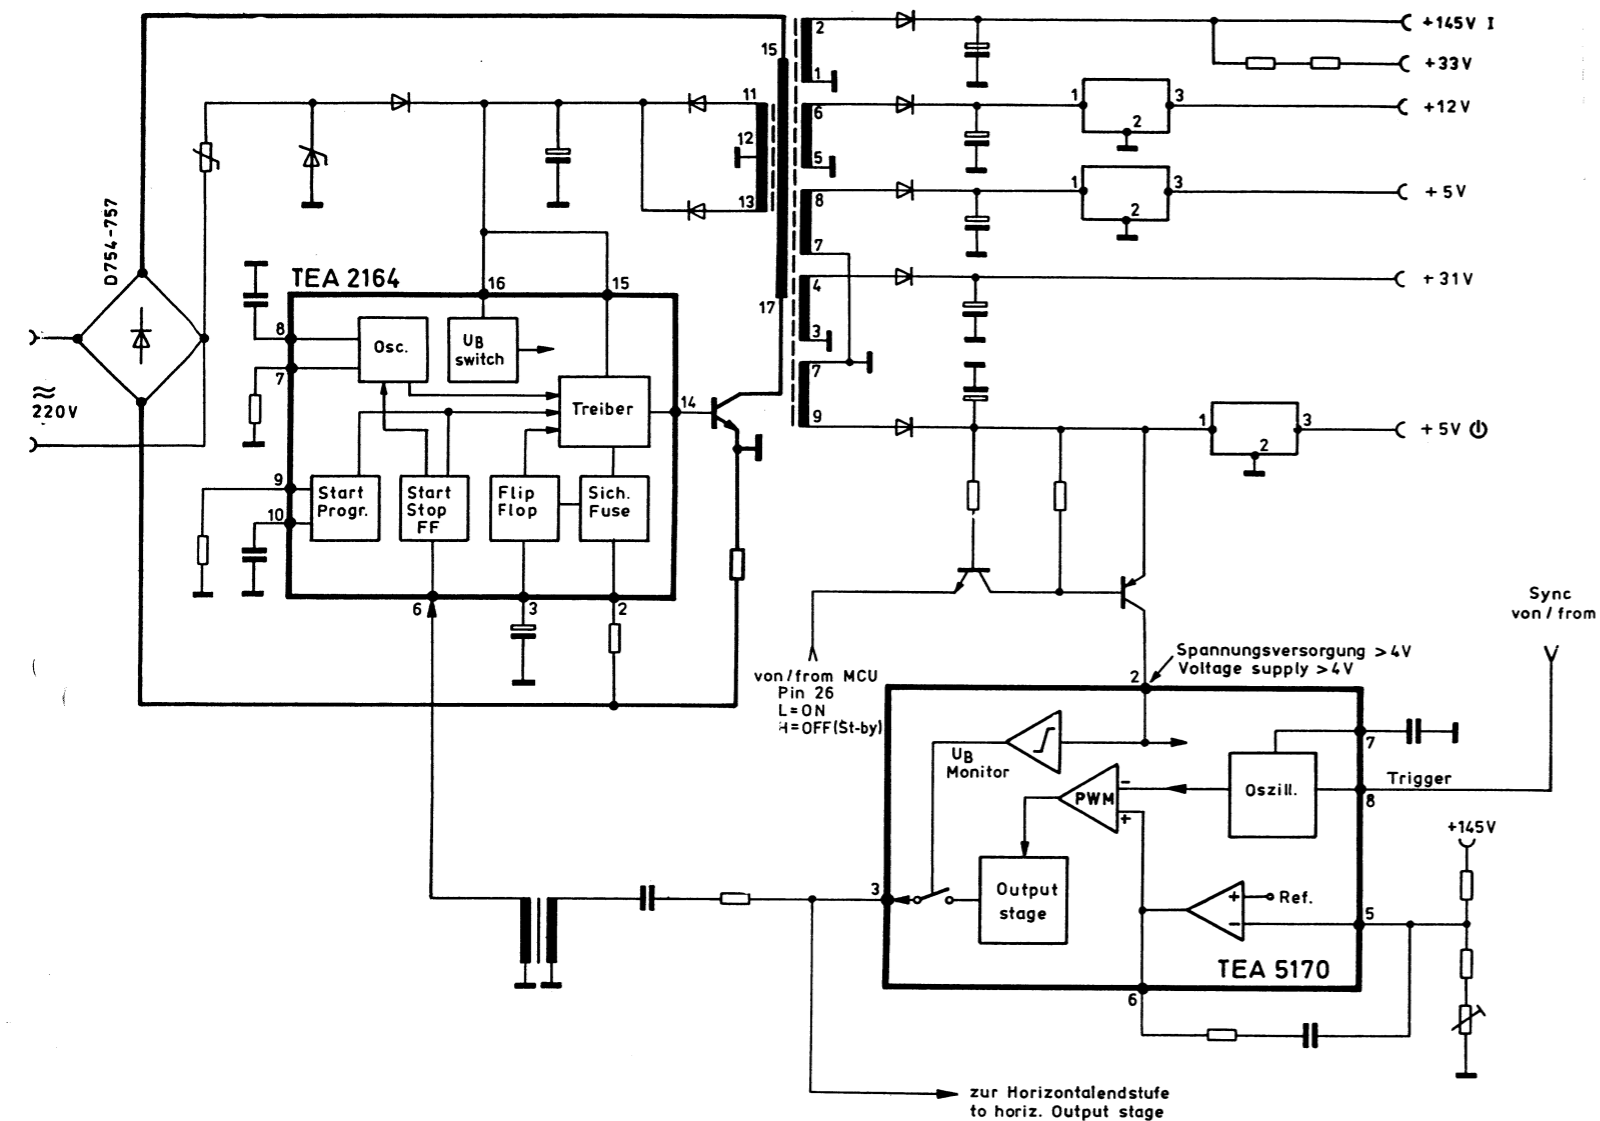 15
2
+145V I
1
+33V
11
12
13
6
5
1
3
2
+12V
8
7
1
3
2
+5V
D754-757
TEA 2164
16
15
17
4
3
+31V
7
9
1
3
2
+5V
≈
220V
8
7
9
10
Osc.
UB
switch
Treiber
14
Start
Progr.
Start
Stop
FF
Flip
Flop
Sich.
Fuse
6
3
2
Sync
von/from
von/from MCU
Pin 26
L=ON
H=OFF(St-by)
2
Spannungsversorgung >4V
Voltage supply >4V
UB
Monitor
7
PWM
-
+
Oszill.
Trigger
8
+145V
3
Output
stage
+
-
Ref.
5
TEA 5170
6
zur Horizontalendstufe
to horiz. Output stage